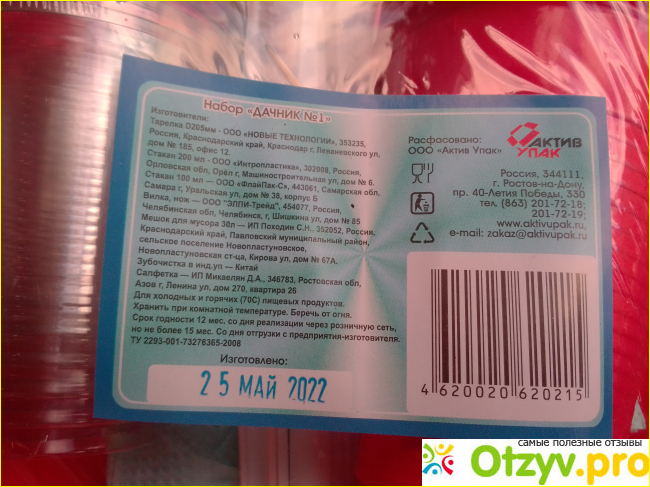 Набор «ДАЧНИК №1»
Изготовители:
Тарелка D205мм - ООО «НОВЫЕ ТЕХНОЛОГИИ», 353235,
Россия, Краснодарский край, Краснодар г, Леваневского ул,
дом № 185, офис 12.
Стакан 200 мл - ООО «Интропластика», 302008, Россия,
Орловская обл, Орёл г, Машиностроительная ул, дом № 6.
Стакан 100 мл — ООО «ФлайПак-С», 443061, Самарская обл,
Самара г, Уральская ул, дом № 38, корпус Б
Вилка, нож — ООО "ЭЛПИ-Трейд", 454077, Россия,
Челябинская обл, Челябинск, г, Шишкина ул, дом № 85
Мешок для мусора 30л — ИП Походин С.Н., 352052, Россия,
Краснодарский край, Павловский муниципальный район,
сельское поселение Новопластуновское,
Новопластуновская ст-ца, Кирова ул, дом № 67А.
Зубочистка в инд.уп — Китай
Салфетка — ИП Микаелян Д.А., 346783, Ростовская обл,
Азов г, Ленина ул, дом 270, квартира 26
Для холодных и горячих (70С) пищевых продуктов.
Хранить при комнатной температуре. Беречь от огня.
Срок годности 12 мес. со дня реализации через розничную сеть,
но не более 15 мес. Со дня отгрузки с предприятия-изготовителя.
ТУ 2293-001-73276365-2008
Изготовлено:
25 МАЙ 2022
Расфасовано:
ООО "Актив Упак"
АКТИВ
УПАК
Россия, 344111,
г. Ростов-на-Дону,
пр. 40-Летия Победы, 330
тел. (863) 201-72-18;
201-72-19;
www.aktivupak.ru
e-mail: zakaz@aktivupak.ru
4 620020 620215
самые полезные отзывы
Otzyv.pro